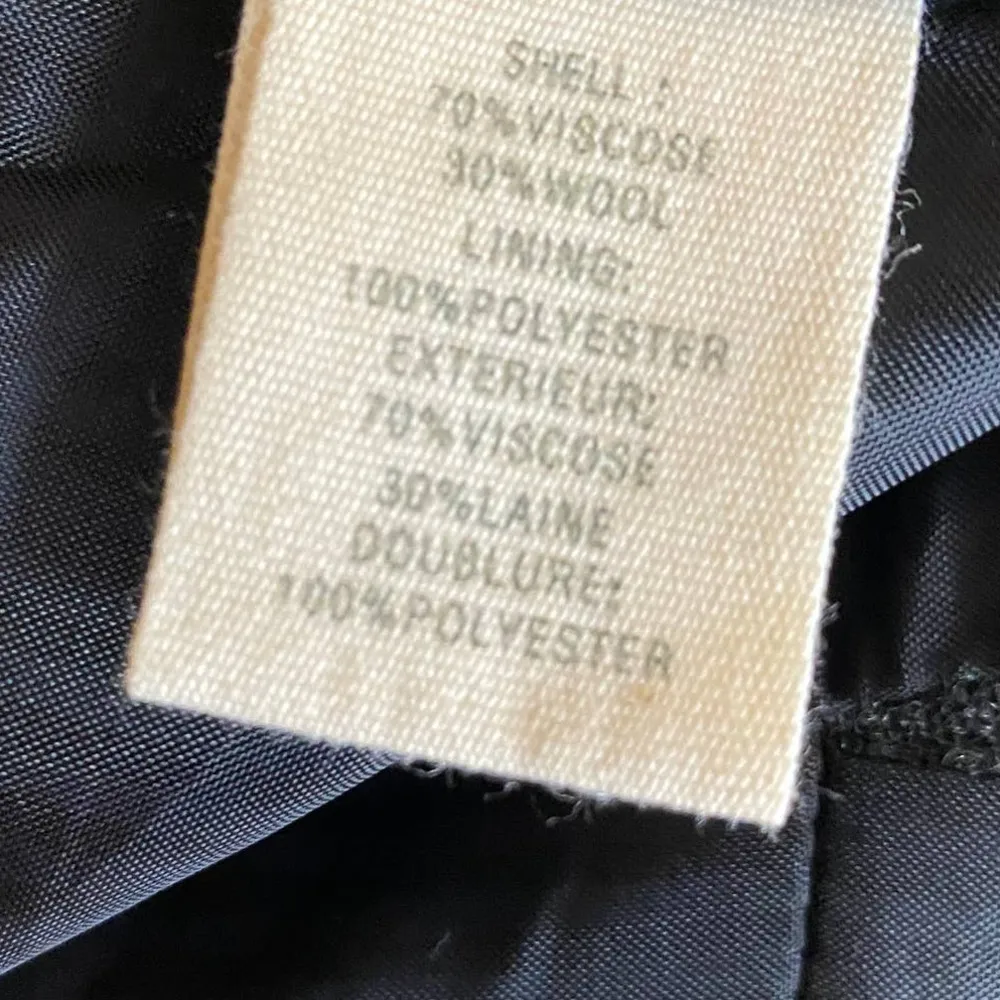 SHELL :
70%VISCOSE
30%WOOL
LINING:
100%POLYESTER
EXTERIEUR:
70%VISCOSE
30%LAINE
DOUBLURE:
100%POLYESTER